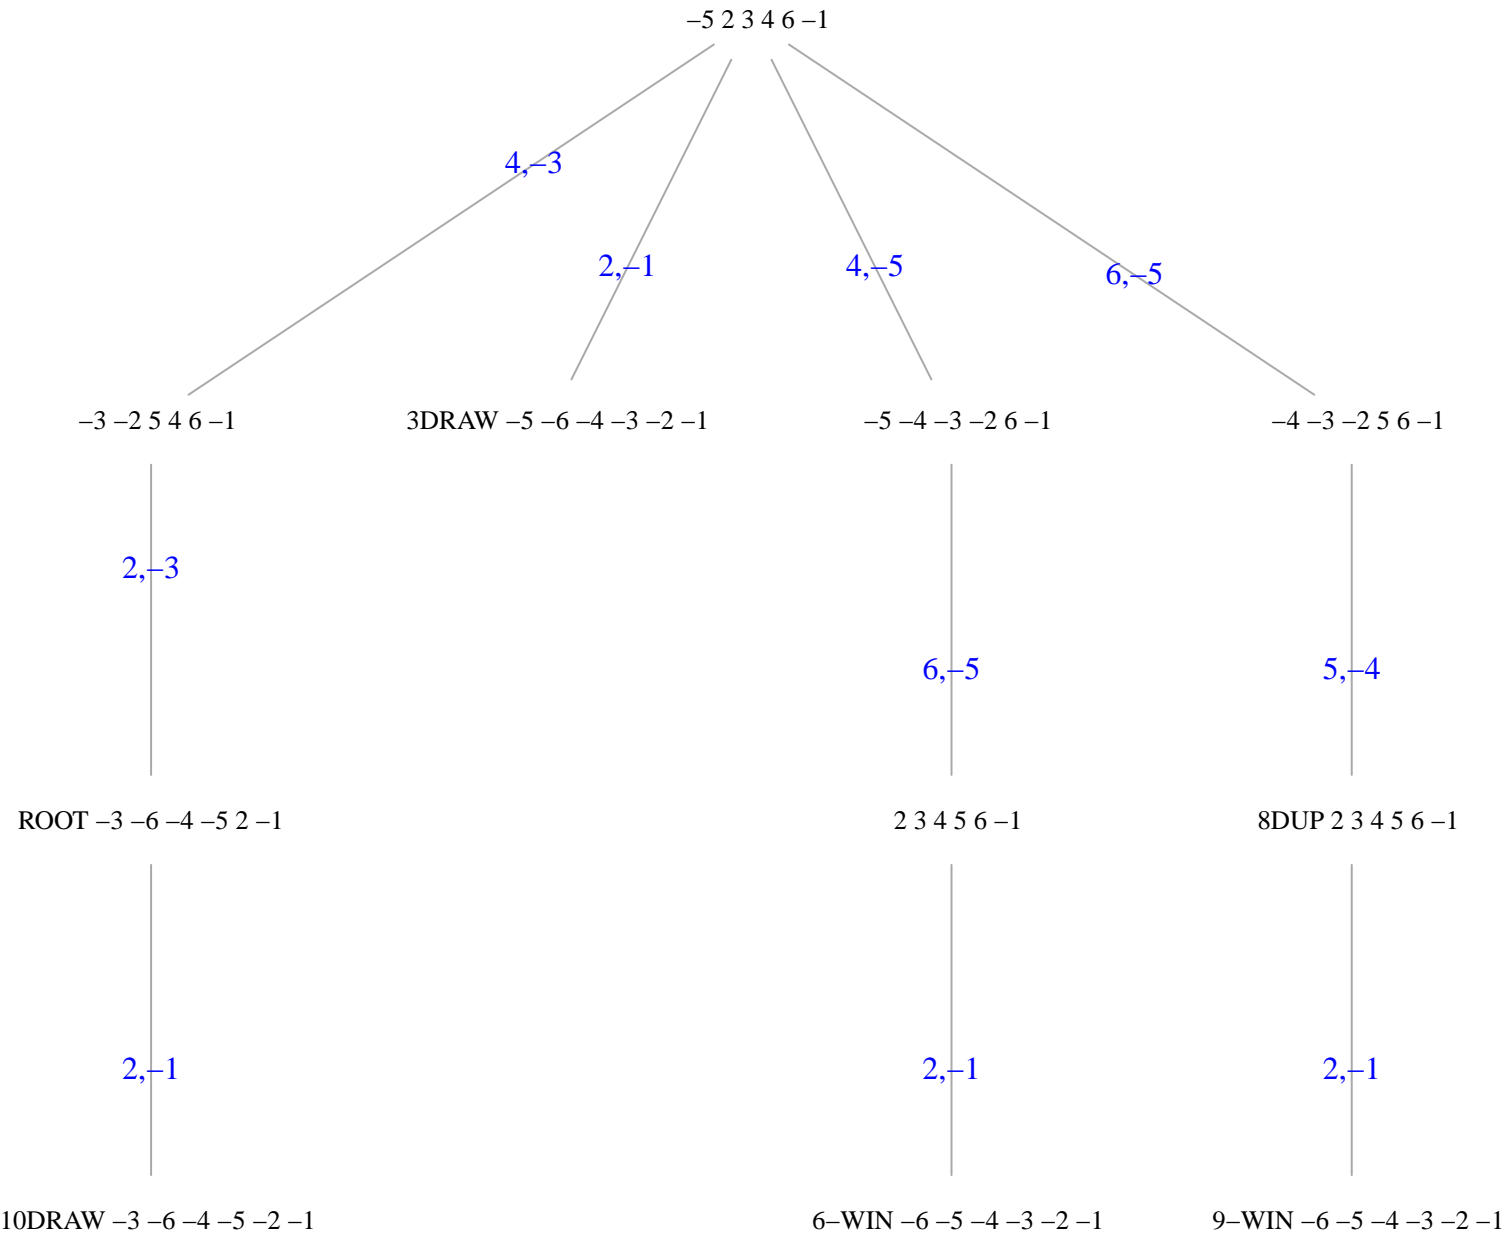 –5 2 3 4 6 –1
4,–3
2,–1
4,–5
6,–5
–3 –2 5 4 6 –1
3DRAW –5 –6 –4 –3 –2 –1
–5 –4 –3 –2 6 –1
–4 –3 –2 5 6 –1
2,–3
6,–5
5,–4
ROOT –3 –6 –4 –5 2 –1
2 3 4 5 6 –1
8DUP 2 3 4 5 6 –1
2,–1
2,–1
2,–1
10DRAW –3 –6 –4 –5 –2 –1
6–WIN –6 –5 –4 –3 –2 –1
9–WIN –6 –5 –4 –3 –2 –1